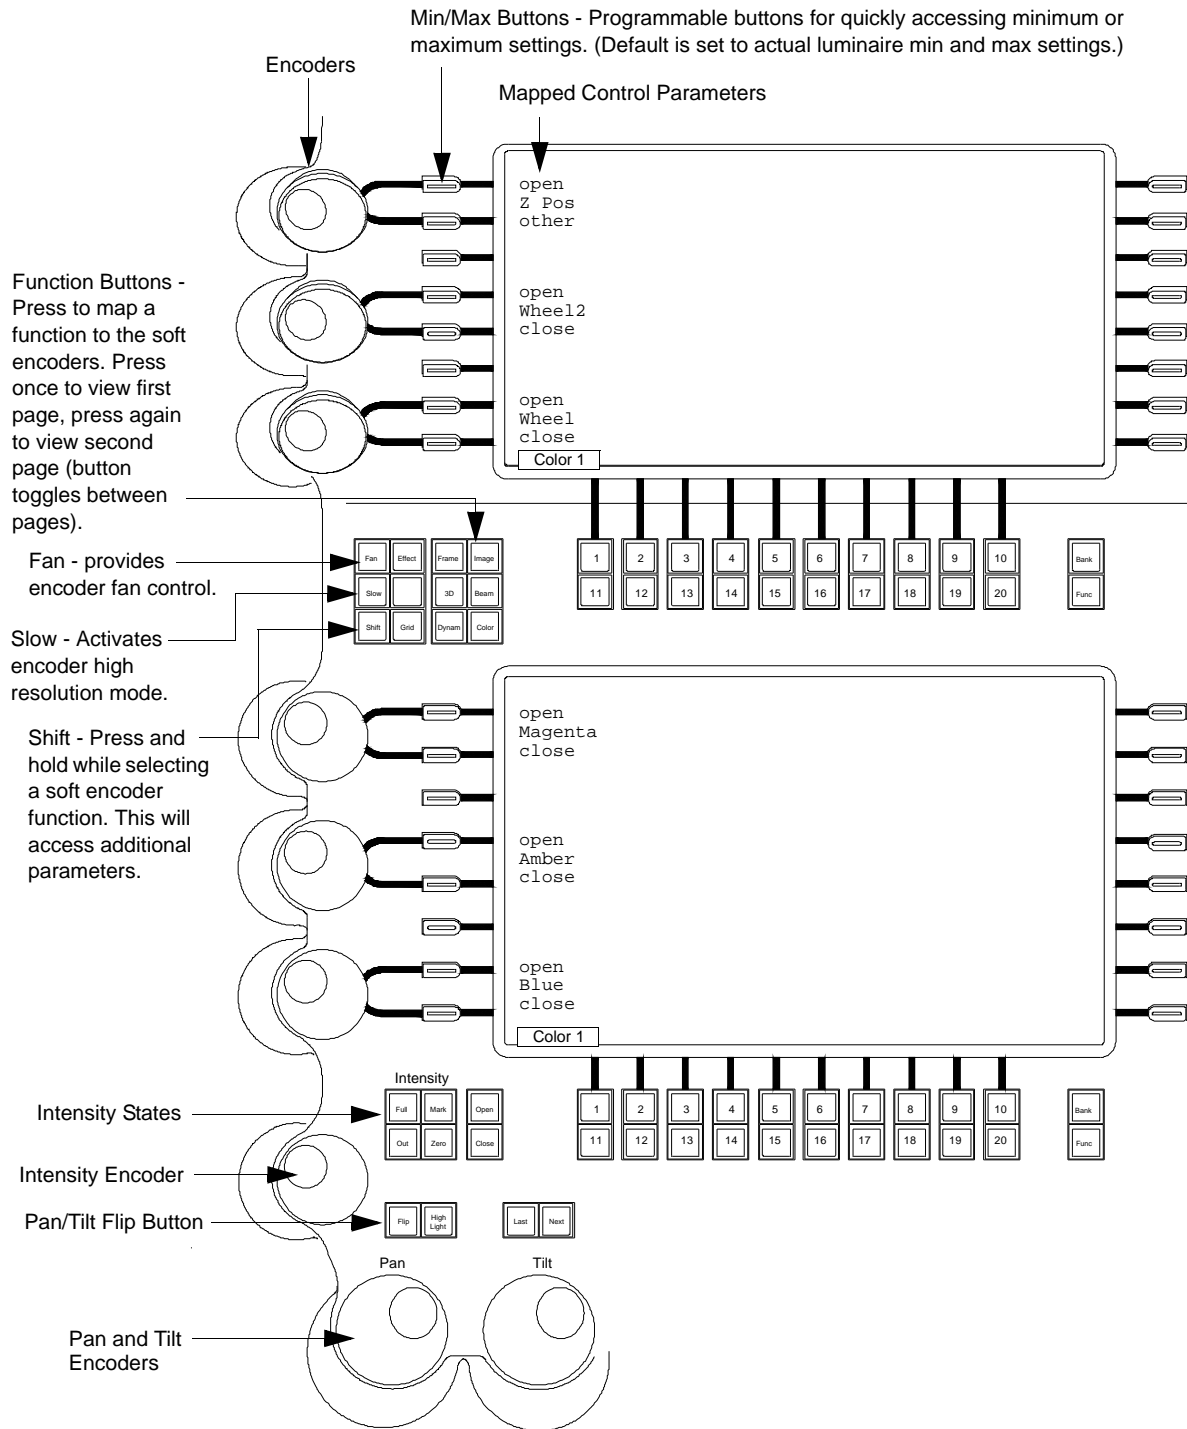 Min/Max Buttons - Programmable buttons for quickly accessing minimum or
maximum settings. (Default is set to actual luminaire min and max settings.)
Encoders
Mapped Control Parameters
open
Z Pos
other
open
Wheel2
close
open
Wheel
close
Color 1
Function Buttons -
Press to map a
function to the soft
encoders. Press
once to view first
page, press again
to view second
page (button
toggles between
pages).
Fan - provides
encoder fan control.
Slow - Activates
encoder high
resolution mode.
Shift - Press and
hold while selecting
a soft encoder
function. This will
access additional
parameters.
Fan Effect Frame Image
Slow 3D Beam
Shift Grid Dynam Color
1 2 3 4 5 6 7 8 9 10 Bank
11 12 13 14 15 16 17 18 19 20 Func
open
Magenta
close
open
Amber
close
open
Blue
close
Color 1
Intensity
Intensity States
Full Mark Open
Out Zero Close
1 2 3 4 5 6 7 8 9 10 Bank
11 12 13 14 15 16 17 18 19 20 Func
Intensity Encoder
Pan/Tilt Flip Button
Flip High
Light
Last Next
Pan Tilt
Pan and Tilt
Encoders